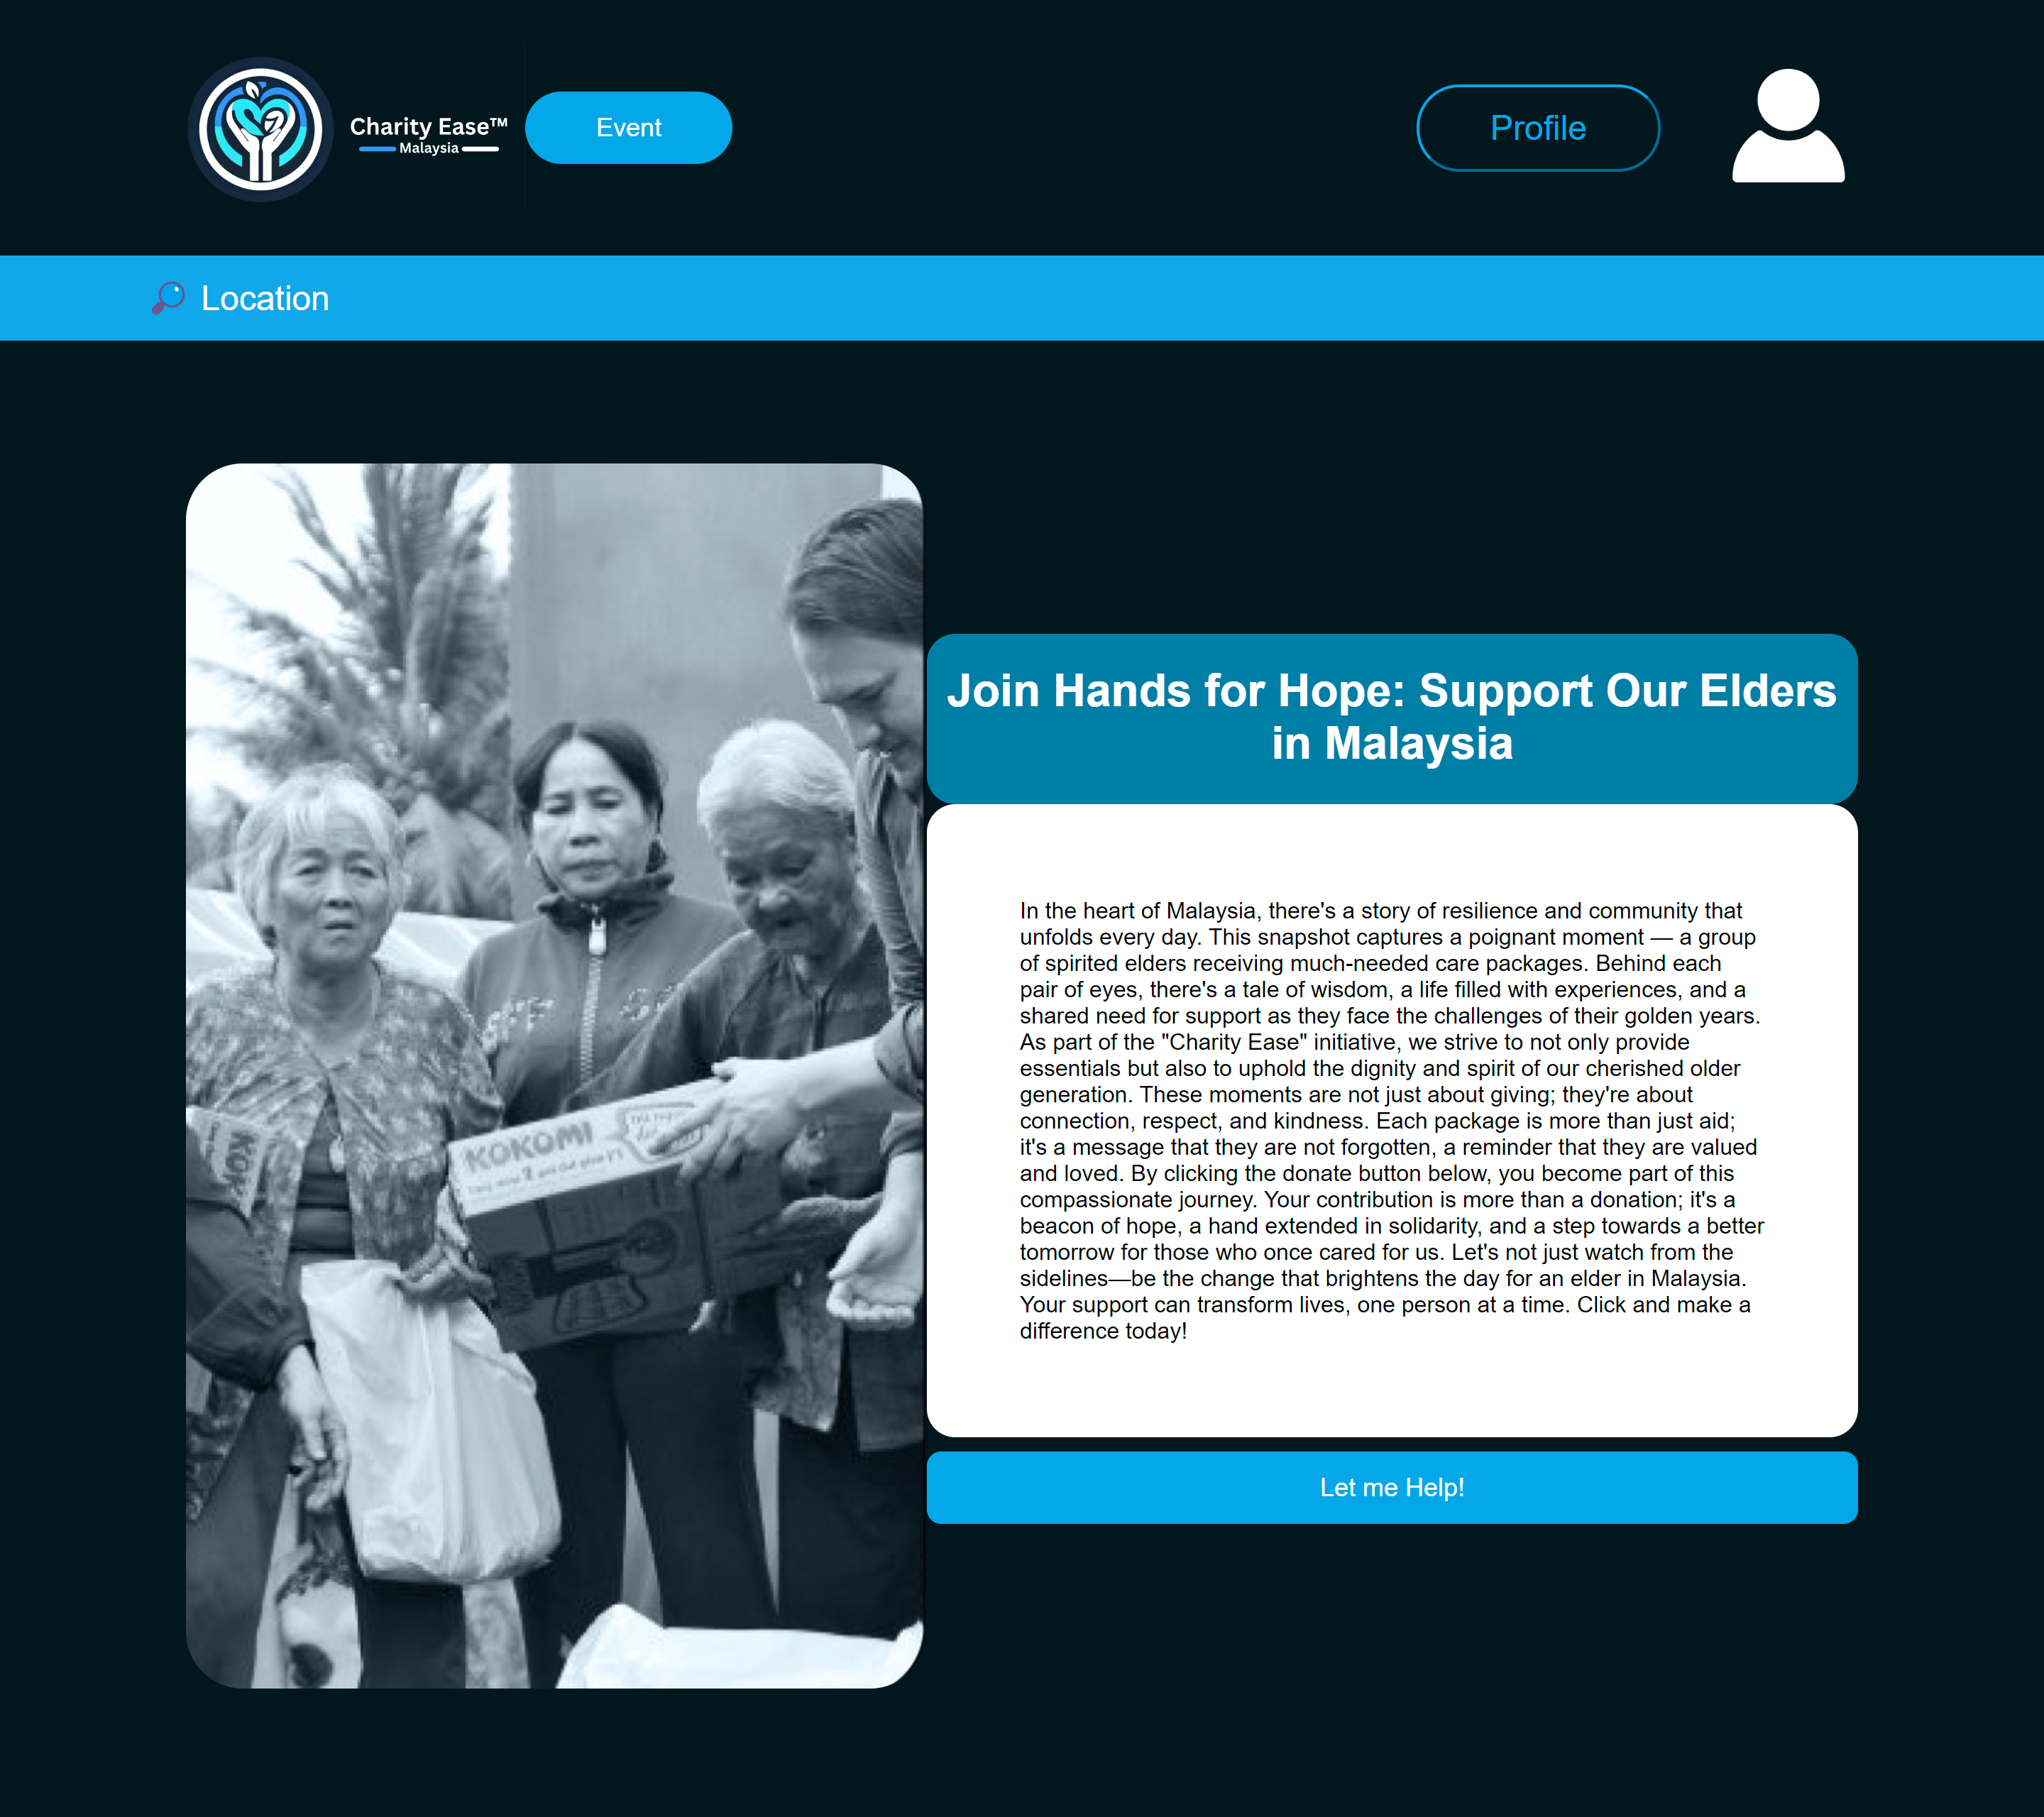 Charity Ease™
Malaysia
Event
Profile
Location
Join Hands for Hope: Support Our Elders
in Malaysia
In the heart of Malaysia, there's a story of resilience and community that
unfolds every day. This snapshot captures a poignant moment — a group
of spirited elders receiving much-needed care packages. Behind each
pair of eyes, there's a tale of wisdom, a life filled with experiences, and a
shared need for support as they face the challenges of their golden years.
As part of the "Charity Ease" initiative, we strive to not only provide
essentials but also to uphold the dignity and spirit of our cherished older
generation. These moments are not just about giving; they're about
connection, respect, and kindness. Each package is more than just aid;
it's a message that they are not forgotten, a reminder that they are valued
and loved. By clicking the donate button below, you become part of this
compassionate journey. Your contribution is more than a donation; it's a
beacon of hope, a hand extended in solidarity, and a step towards a better
tomorrow for those who once cared for us. Let's not just watch from the
sidelines—be the change that brightens the day for an elder in Malaysia.
Your support can transform lives, one person at a time. Click and make a
difference today!
Let me Help!
KOKOMI